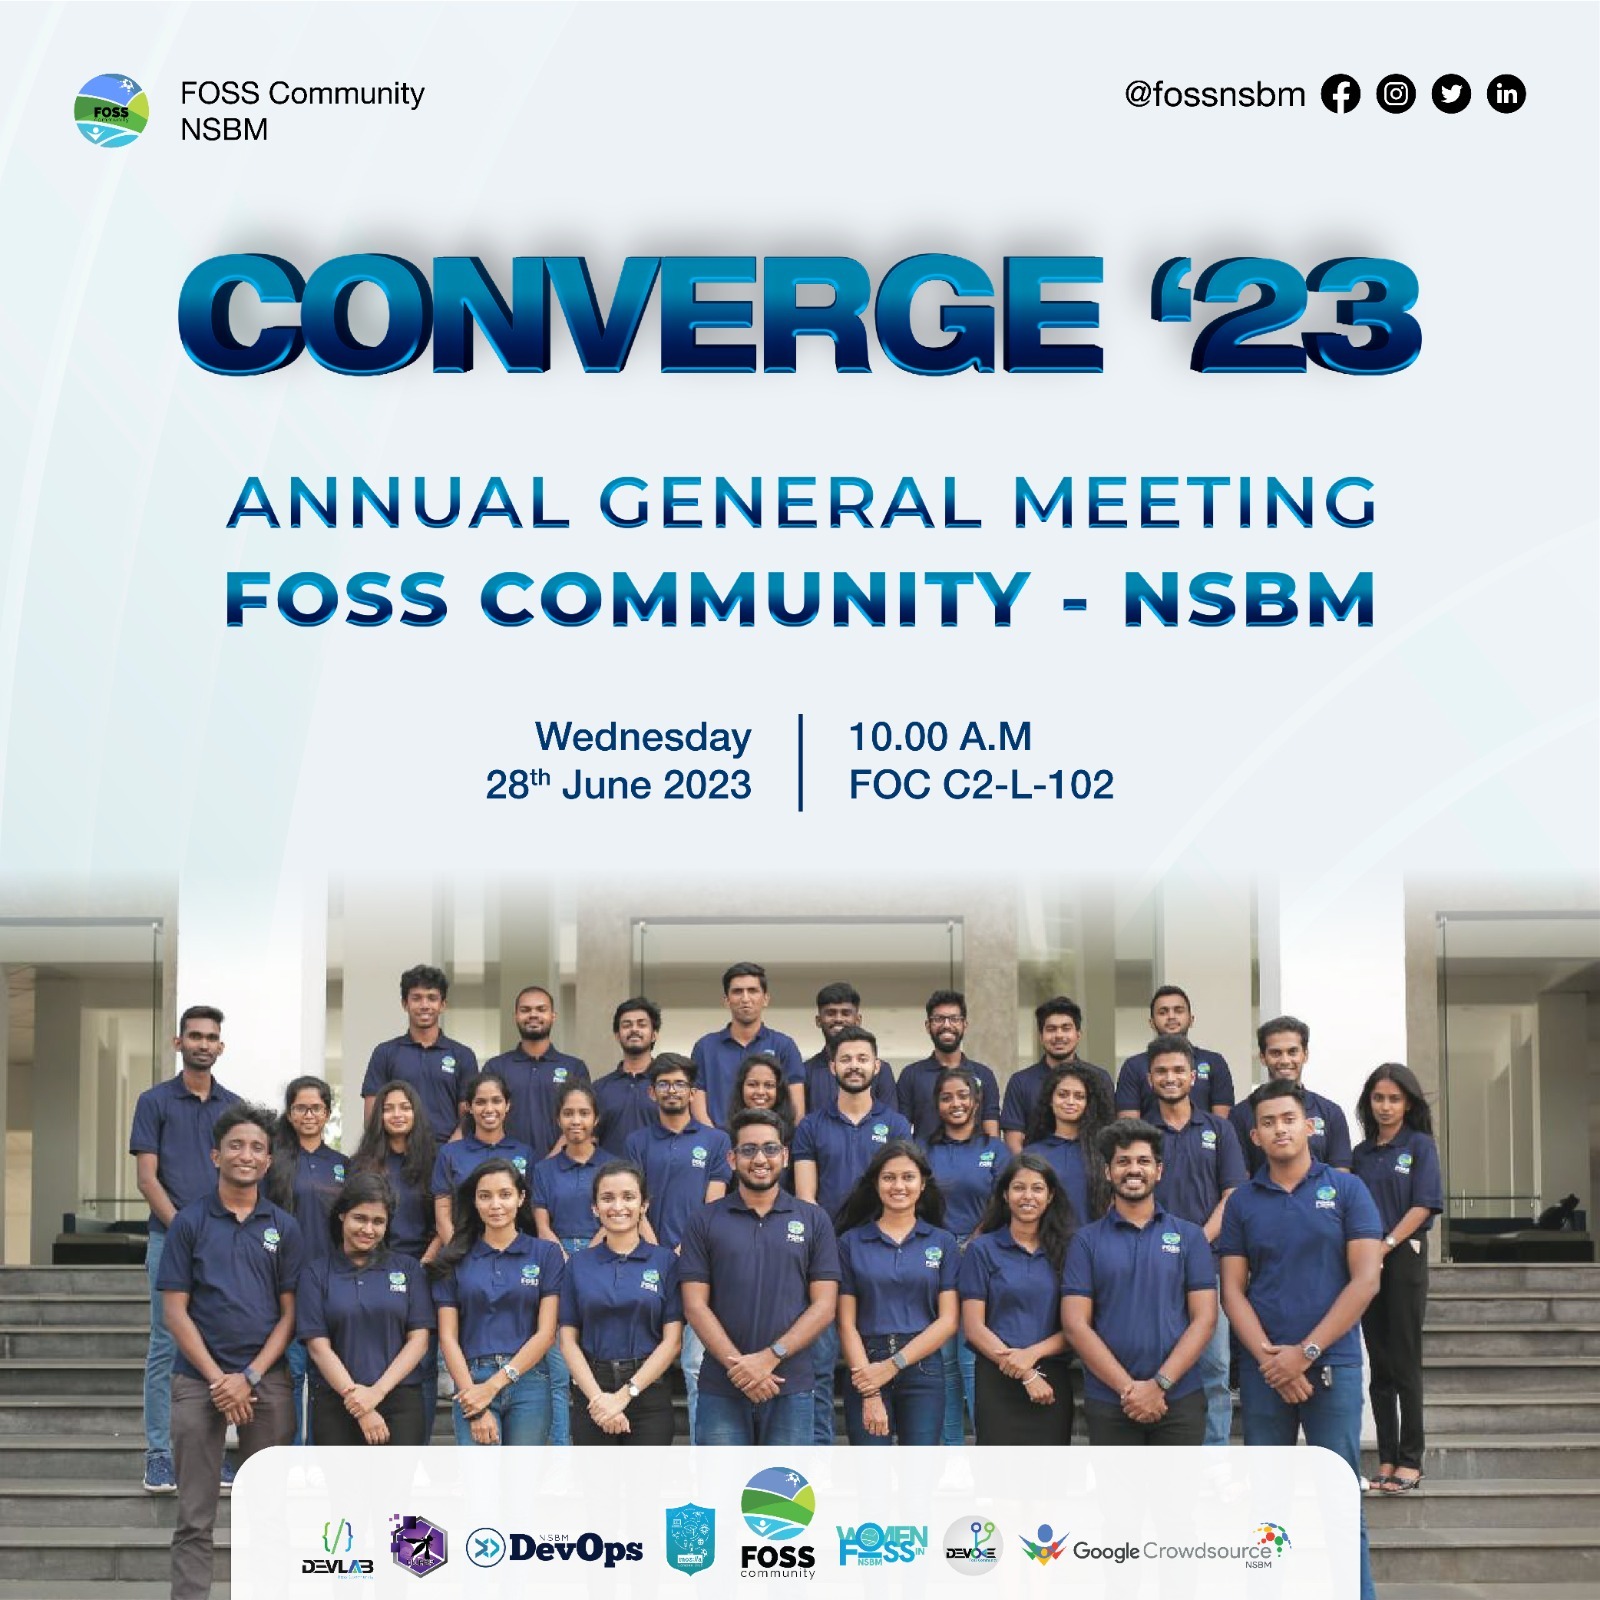 FOSS Community
NSBM
@fossnsbm
CONVERGE ‘23
ANNUAL GENERAL MEETING
FOSS COMMUNITY - NSBM
Wednesday
28th June 2023
10.00 A.M
FOC C2-L-102
DEVLAB
NSBM
DevOps
FOSS
community
WOMEN
IN
FOSS
NSBM
Google Crowdsource
NSBM